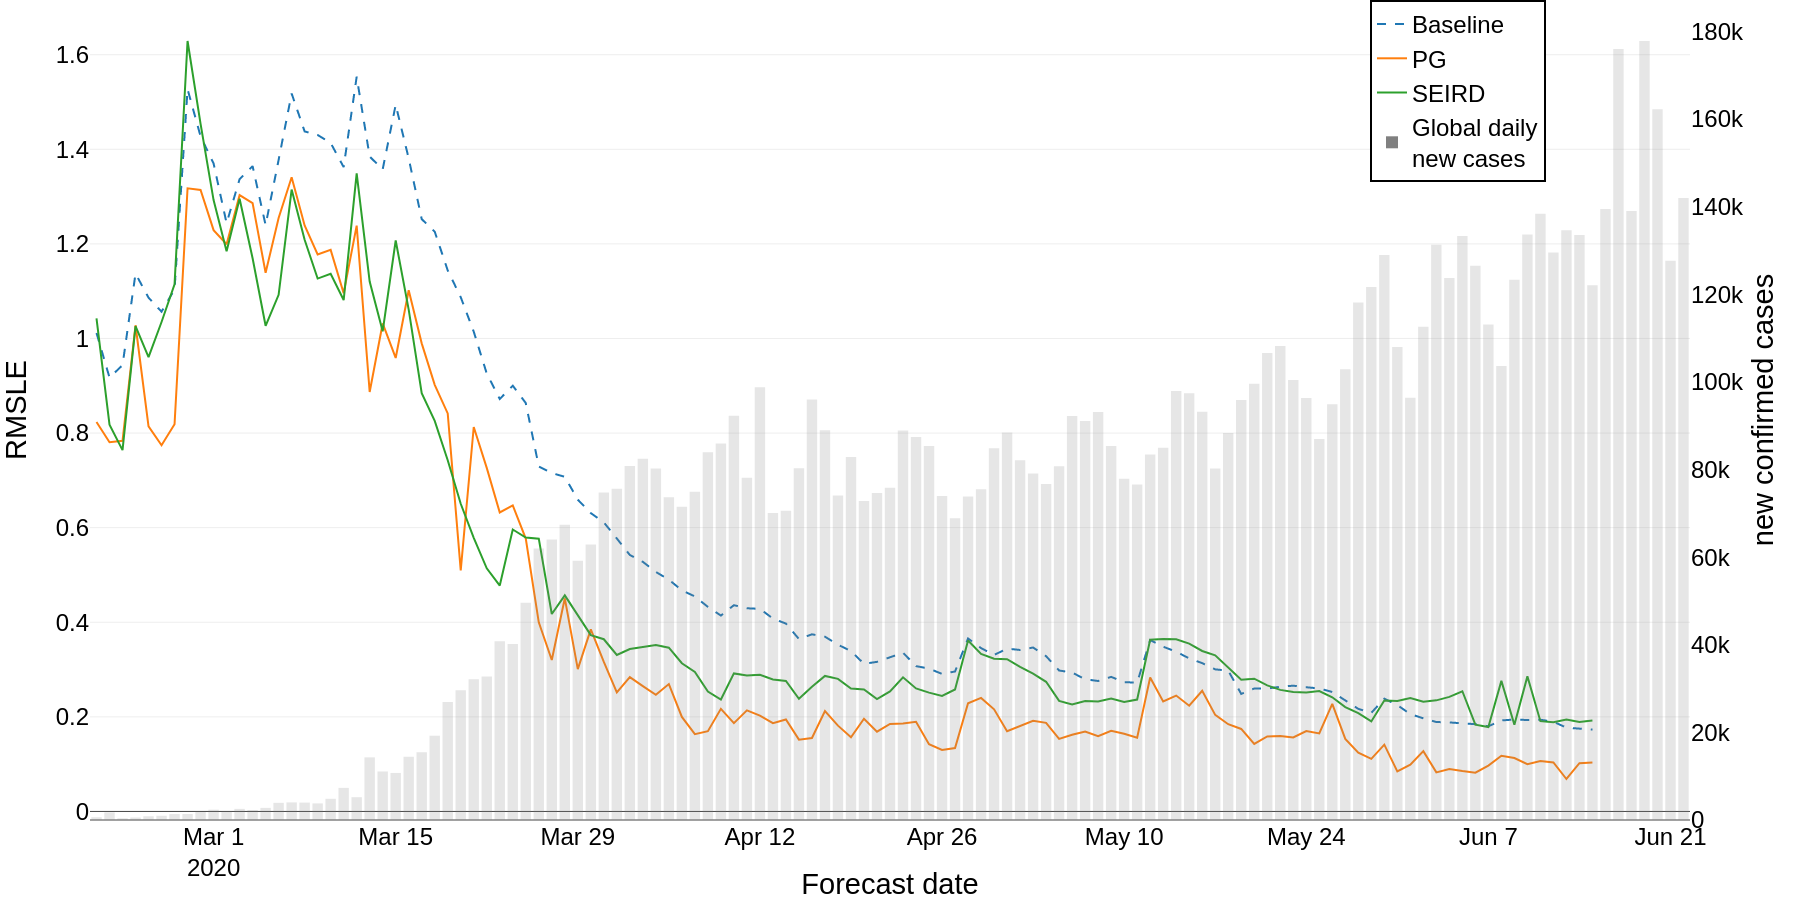 Baseline
PG
SEIRD
Global daily
new cases
RMSLE
1.6
1.4
1.2
1
0.8
0.6
0.4
0.2
0
180k
160k
140k
120k
100k
80k
60k
40k
20k
0
new confirmed cases
Mar 1
2020
Mar 15
Mar 29
Apr 12
Apr 26
May 10
May 24
Jun 7
Jun 21
Forecast date